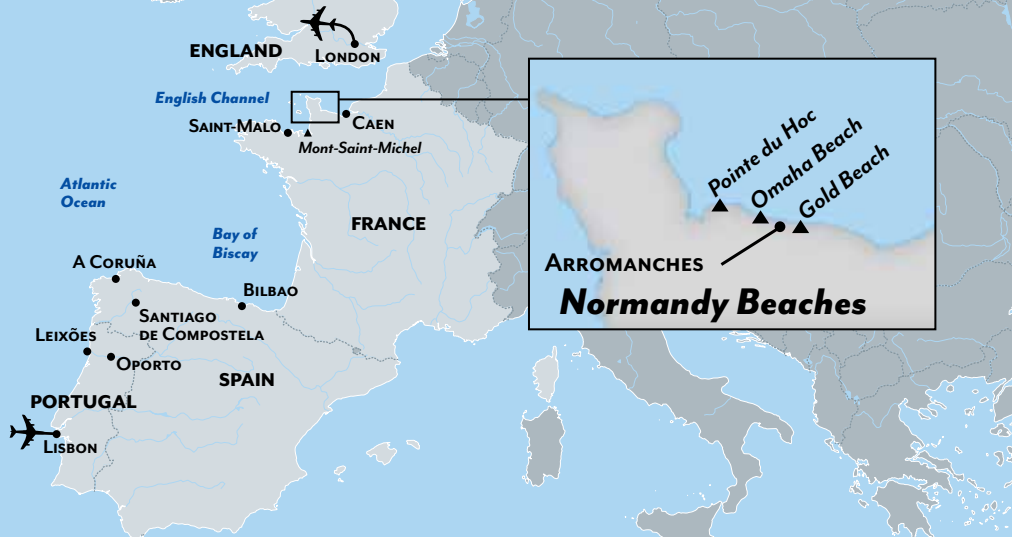 ENGLAND
LONDON
English Channel
SAINT-MALO
CAEN
Mont-Saint-Michel
Atlantic
Ocean
FRANCE
Bay of
Biscay
A CORUÑA
BILBAO
SANTIAGO
DE COMPOSTELA
LEIXÕES
OPORTO
SPAIN
PORTUGAL
LISBON
Pointe du Hoc
Omaha Beach
Gold Beach
ARROMANCHES
Normandy Beaches